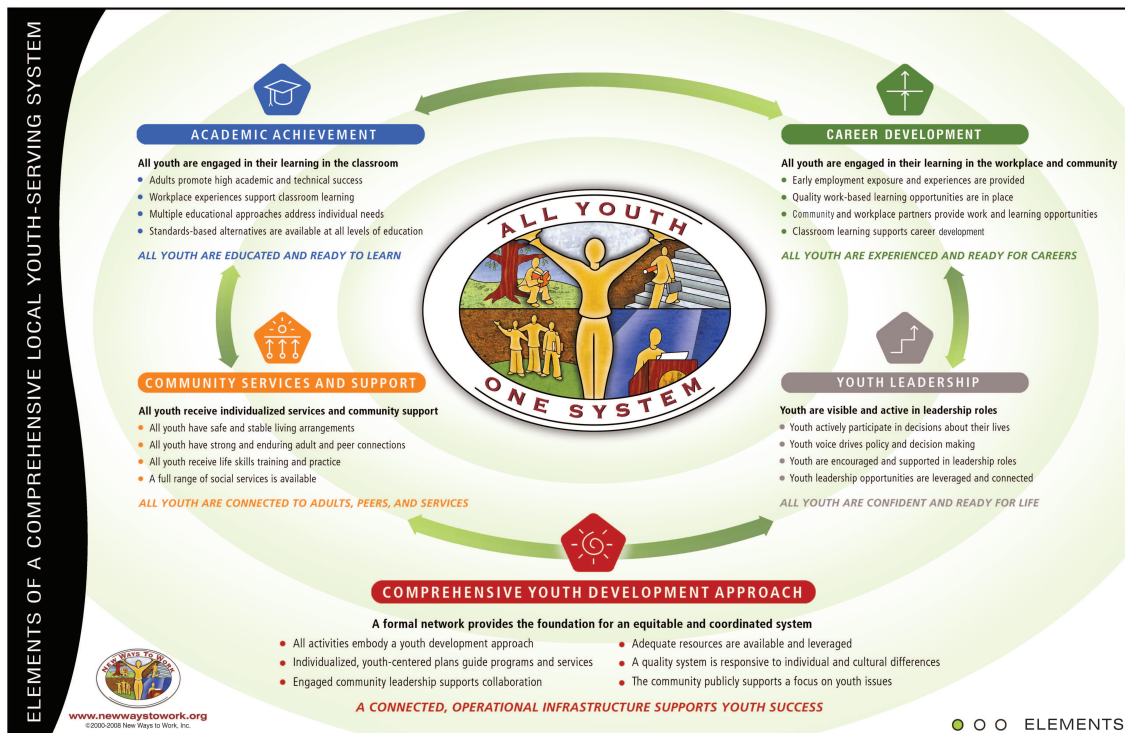 ELEMENTS OF A COMPREHENSIVE LOCAL YOUTH-SERVING SYSTEM
ACADEMIC ACHIEVEMENT
All youth are engaged in their learning in the classroom
• Adults promote high academic and technical success
• Workplace experiences support classroom learning
• Multiple educational approaches address individual needs
• Standards-based alternatives are available at all levels of education
ALL YOUTH ARE EDUCATED AND READY TO LEARN
CAREER DEVELOPMENT
All youth are engaged in their learning in the workplace and community
• Early employment exposure and experiences are provided
• Quality work-based learning opportunities are in place
• Community and workplace partners provide work and learning opportunities
• Classroom learning supports career development
ALL YOUTH ARE EXPERIENCED AND READY FOR CAREERS
ALL YOUTH
ONE SYSTEM
COMMUNITY SERVICES AND SUPPORT
All youth receive individualized services and community support
• All youth have safe and stable living arrangements
• All youth have strong and enduring adult and peer connections
• All youth receive life skills training and practice
• A full range of social services is available
ALL YOUTH ARE CONNECTED TO ADULTS, PEERS, AND SERVICES
YOUTH LEADERSHIP
Youth are visible and active in leadership roles
• Youth actively participate in decisions about their lives
• Youth voice drives policy and decision making
• Youth are encouraged and supported in leadership roles
• Youth leadership opportunities are leveraged and connected
ALL YOUTH ARE CONFIDENT AND READY FOR LIFE
COMPREHENSIVE YOUTH DEVELOPMENT APPROACH
A formal network provides the foundation for an equitable and coordinated system
• All activities embody a youth development approach
• Individualized, youth-centered plans guide programs and services
• Engaged community leadership supports collaboration
• Adequate resources are available and leveraged
• A quality system is responsive to individual and cultural differences
• The community publicly supports a focus on youth issues
A CONNECTED, OPERATIONAL INFRASTRUCTURE SUPPORTS YOUTH SUCCESS
NEW WAYS TO WORK
www.newwaystowork.org
©2000-2008 New Ways to Work, Inc.
ELEMENTS